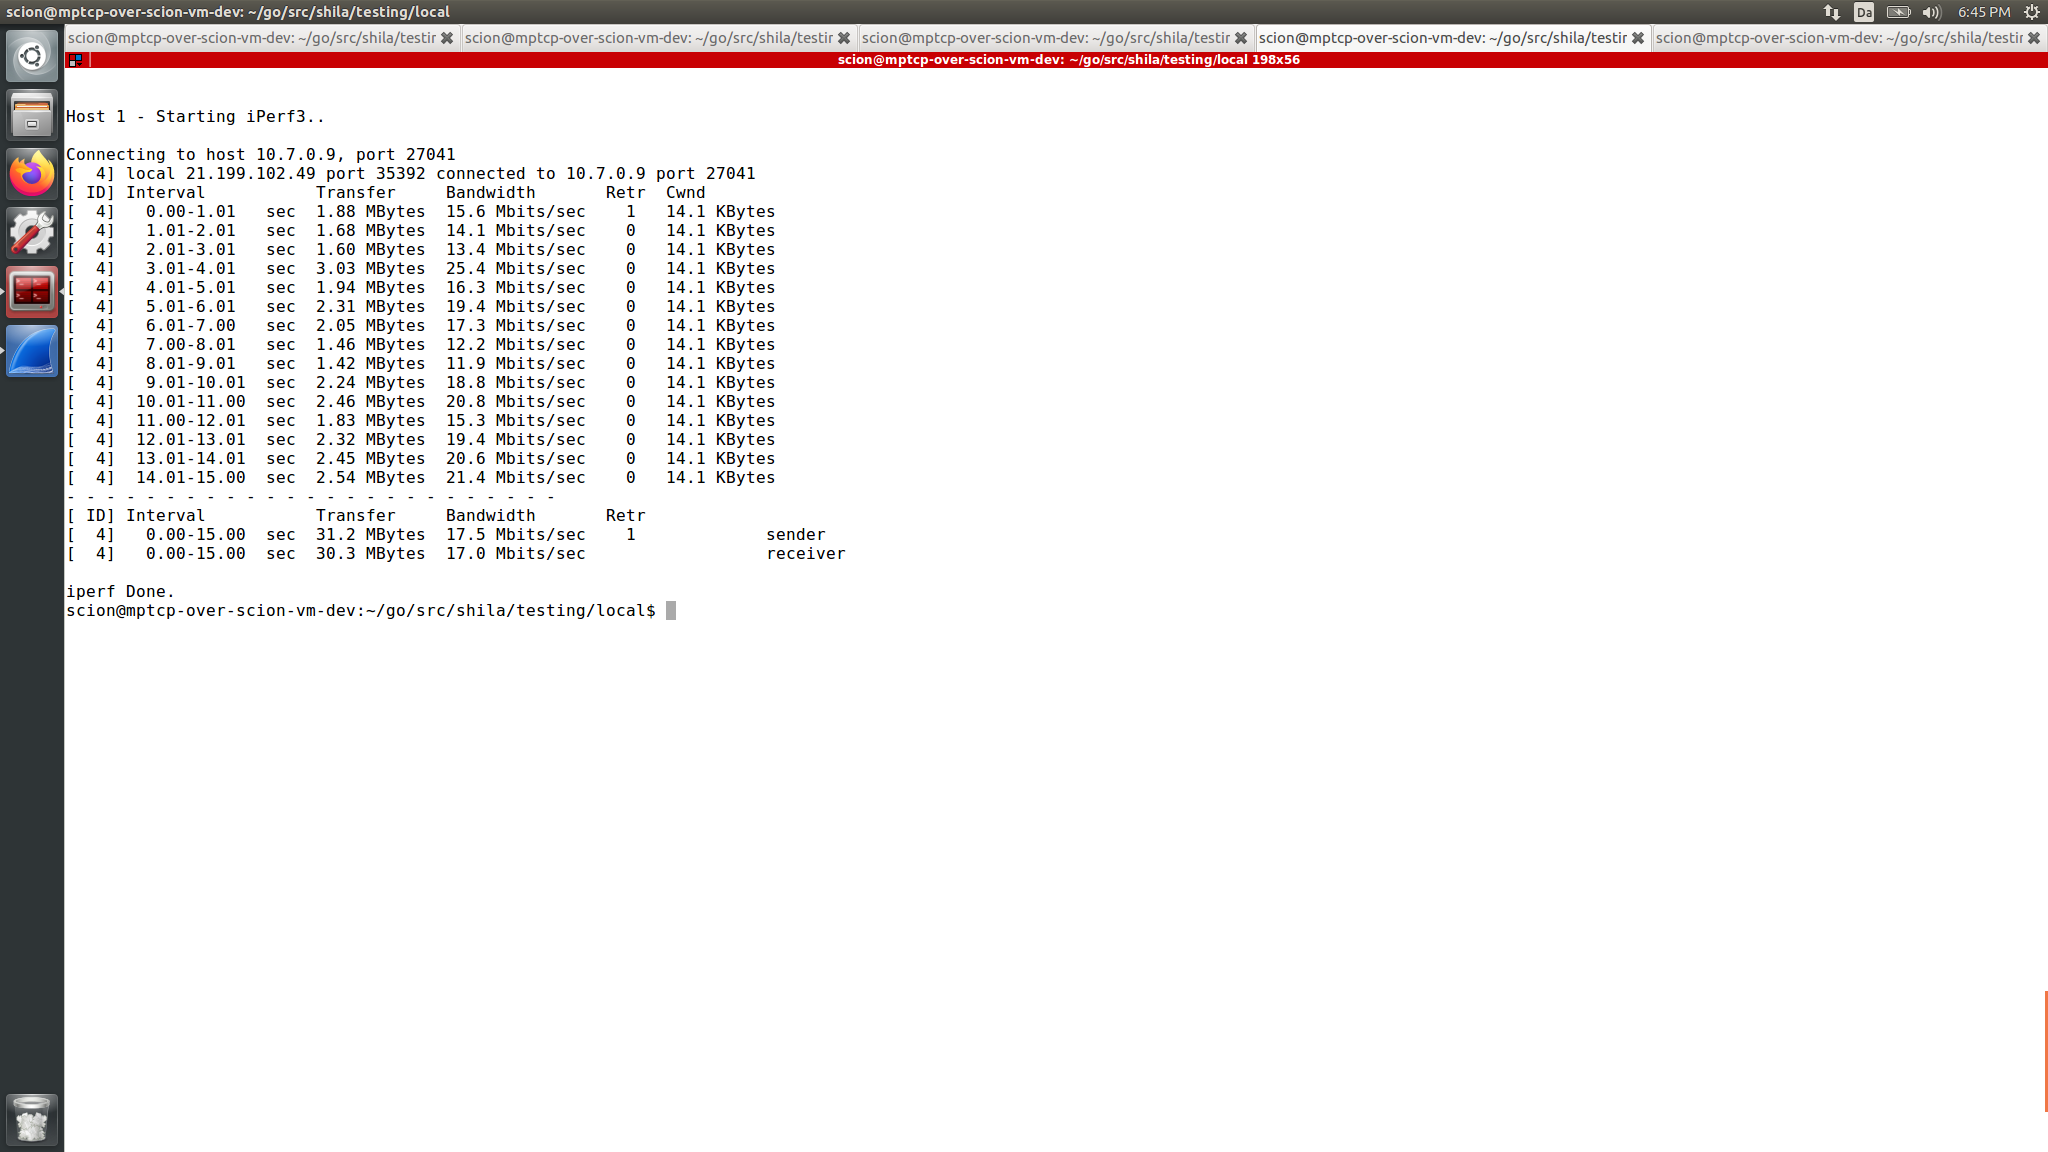 scion@mptcp-over-scion-vm-dev: ~/go/src/shila/testing/local
Da
6:45 PM
scion@mptcp-over-scion-vm-dev: ~/go/src/shila/testir
scion@mptcp-over-scion-vm-dev: ~/go/src/shila/testir
scion@mptcp-over-scion-vm-dev: ~/go/src/shila/testir
scion@mptcp-over-scion-vm-dev: ~/go/src/shila/testir
scion@mptcp-over-scion-vm-dev: ~/go/src/shila/testir
scion@mptcp-over-scion-vm-dev: ~/go/src/shila/testing/local 198x56
Host 1 - Starting iPerf3..
Connecting to host 10.7.0.9, port 27041
[  4] local 21.199.102.49 port 35392 connected to 10.7.0.9 port 27041
[ ID] Interval           Transfer     Bandwidth       Retr  Cwnd
[  4]   0.00-1.01   sec  1.88 MBytes  15.6 Mbits/sec    1   14.1 KBytes
[  4]   1.01-2.01   sec  1.68 MBytes  14.1 Mbits/sec    0   14.1 KBytes
[  4]   2.01-3.01   sec  1.60 MBytes  13.4 Mbits/sec    0   14.1 KBytes
[  4]   3.01-4.01   sec  3.03 MBytes  25.4 Mbits/sec    0   14.1 KBytes
[  4]   4.01-5.01   sec  1.94 MBytes  16.3 Mbits/sec    0   14.1 KBytes
[  4]   5.01-6.01   sec  2.31 MBytes  19.4 Mbits/sec    0   14.1 KBytes
[  4]   6.01-7.00   sec  2.05 MBytes  17.3 Mbits/sec    0   14.1 KBytes
[  4]   7.00-8.01   sec  1.46 MBytes  12.2 Mbits/sec    0   14.1 KBytes
[  4]   8.01-9.01   sec  1.42 MBytes  11.9 Mbits/sec    0   14.1 KBytes
[  4]   9.01-10.01  sec  2.24 MBytes  18.8 Mbits/sec    0   14.1 KBytes
[  4]  10.01-11.00  sec  2.46 MBytes  20.8 Mbits/sec    0   14.1 KBytes
[  4]  11.00-12.01  sec  1.83 MBytes  15.3 Mbits/sec    0   14.1 KBytes
[  4]  12.01-13.01  sec  2.32 MBytes  19.4 Mbits/sec    0   14.1 KBytes
[  4]  13.01-14.01  sec  2.45 MBytes  20.6 Mbits/sec    0   14.1 KBytes
[  4]  14.01-15.00  sec  2.54 MBytes  21.4 Mbits/sec    0   14.1 KBytes
- - - - - - - - - - - - - - - - - - - - - - - - -
[ ID] Interval           Transfer     Bandwidth       Retr
[  4]   0.00-15.00  sec  31.2 MBytes  17.5 Mbits/sec    1             sender
[  4]   0.00-15.00  sec  30.3 MBytes  17.0 Mbits/sec                  receiver
iperf Done.
scion@mptcp-over-scion-vm-dev:~/go/src/shila/testing/local$